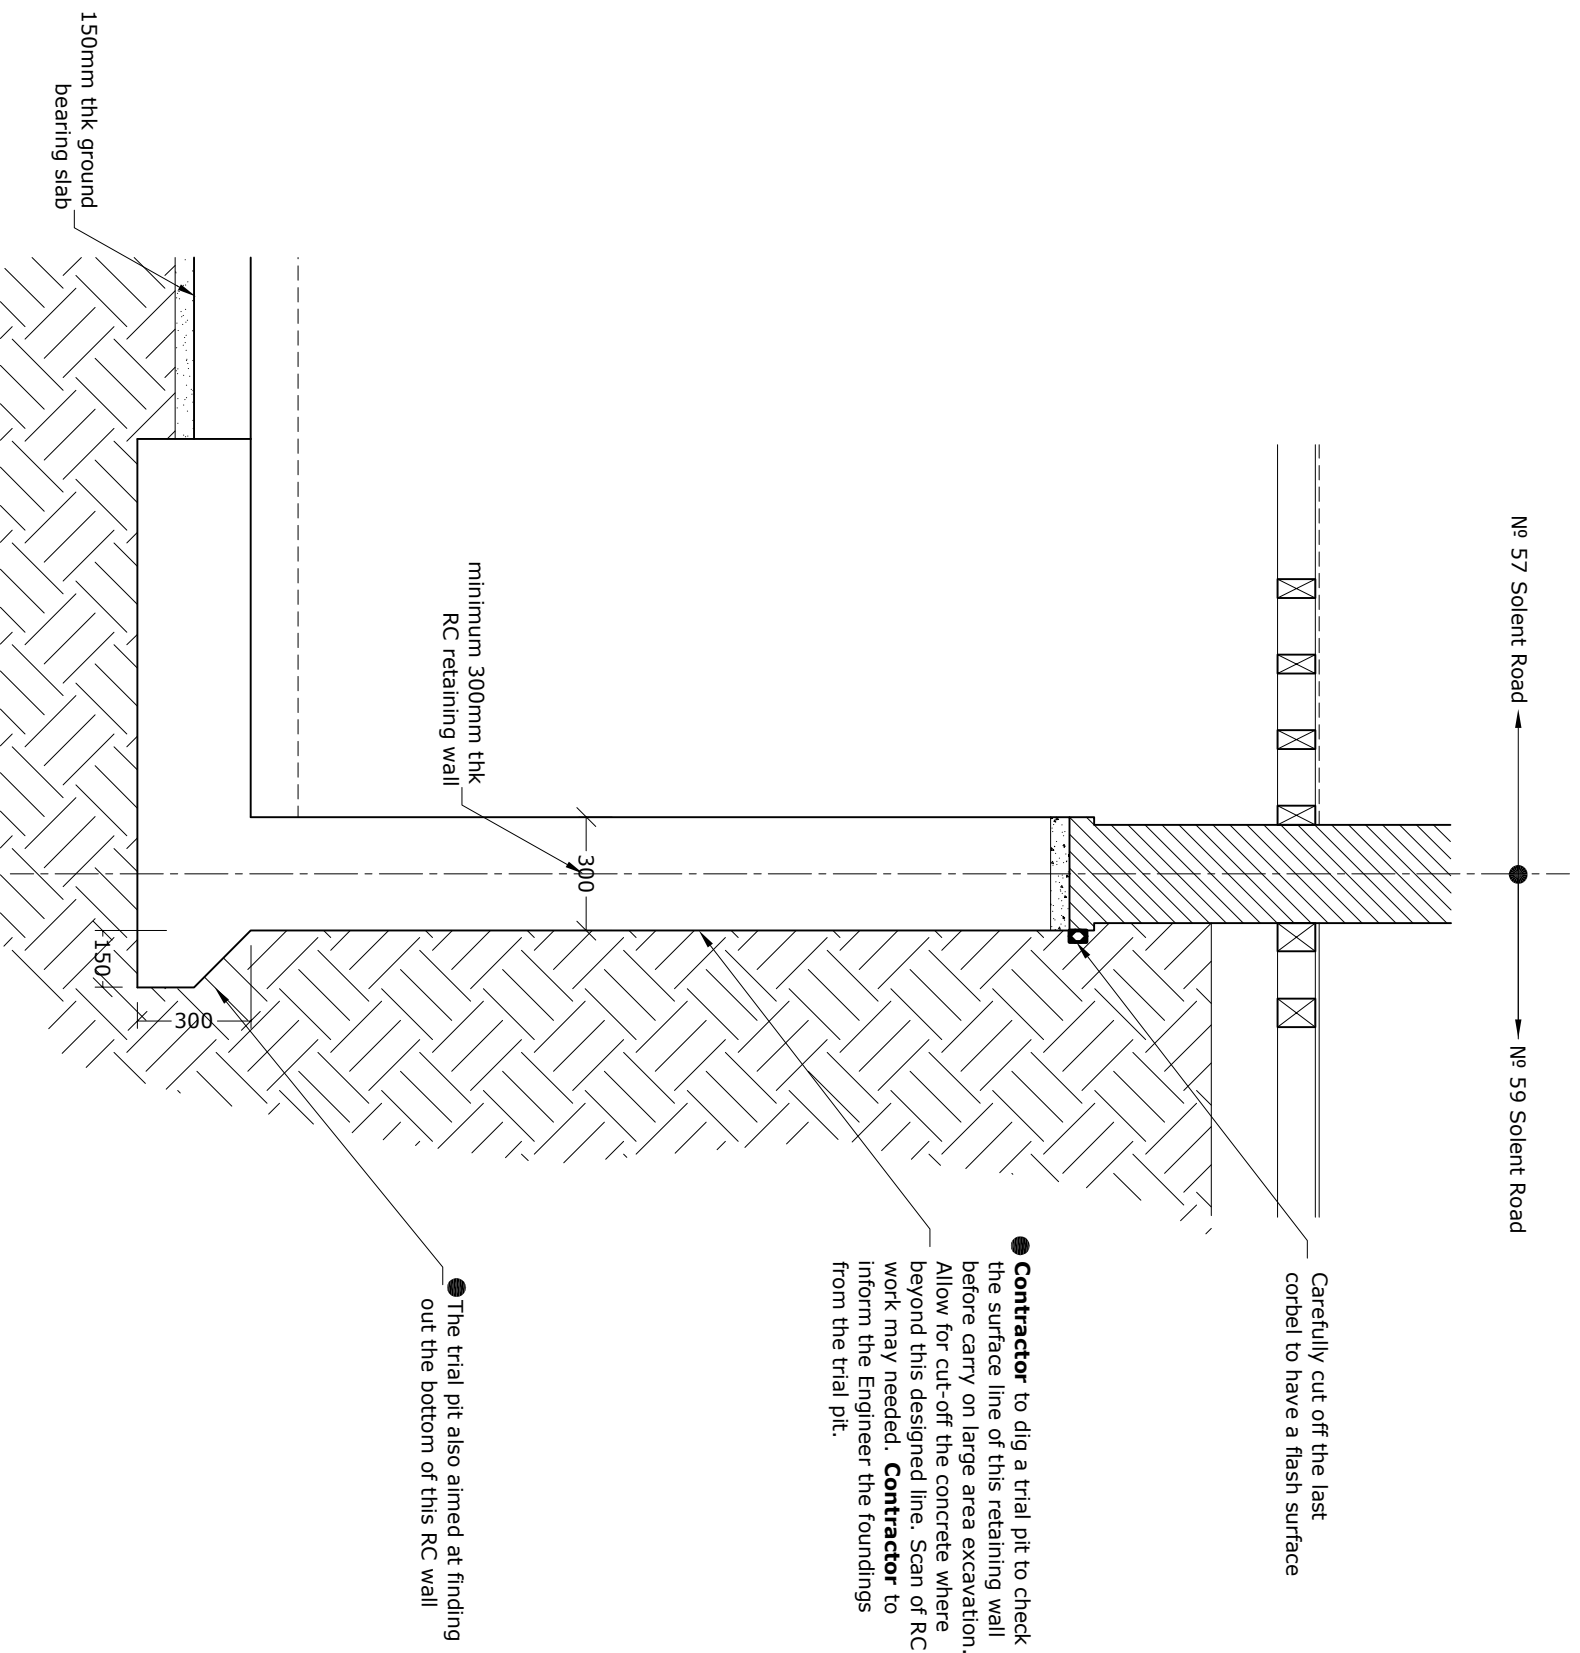 Nº 57 Solent Road
Nº 59 Solent Road
Carefully cut off the last
corbel to have a flash surface
Contractor to dig a trial pit to check
the surface line of this retaining wall
before carry on large area excavation.
Allow for cut-off the concrete where
beyond this designed line. Scan of RC
work may needed. Contractor to
inform the Engineer the foundings
from the trial pit.
300
minimum 300mm thk
RC retaining wall
The trial pit also aimed at finding
out the bottom of this RC wall
300
150
150mm thk ground
bearing slab